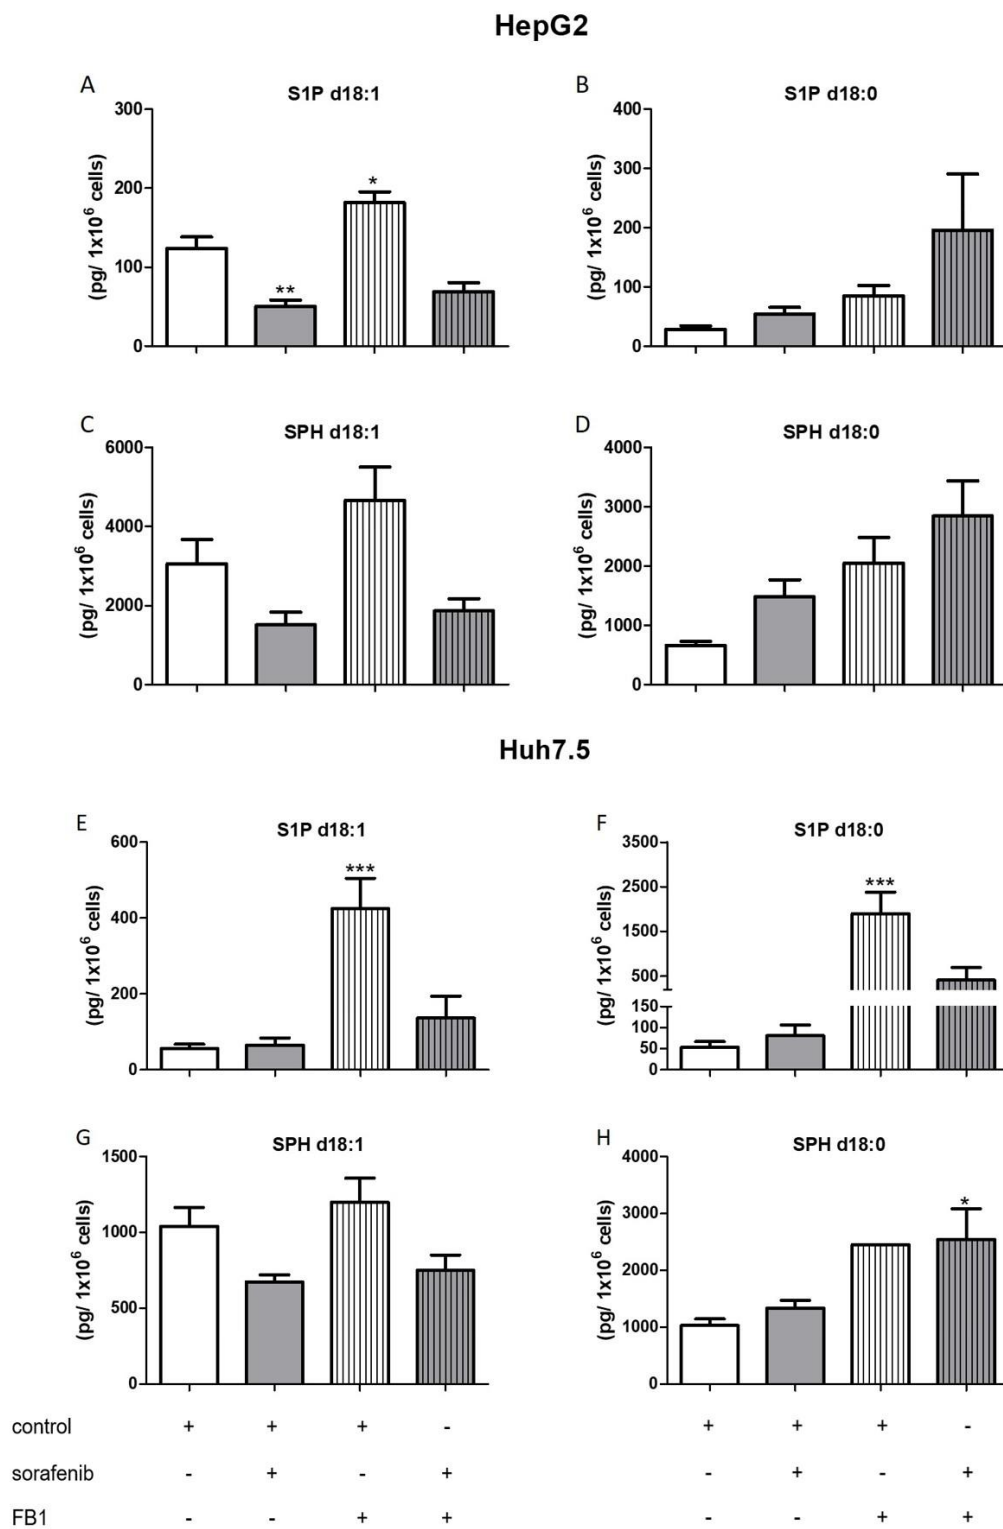 HepG2
A
S1P d18:1
(pg/ 1x10⁶ cells)
300
200
100
0
*
**
B
S1P d18:0
(pg/ 1x10⁶ cells)
400
300
200
100
0
C
SPH d18:1
(pg/ 1x10⁶ cells)
6000
4000
2000
0
D
SPH d18:0
(pg/ 1x10⁶ cells)
4000
3000
2000
1000
0
Huh7.5
E
S1P d18:1
(pg/ 1x10⁶ cells)
600
400
200
0
***
F
S1P d18:0
(pg/ 1x10⁶ cells)
3500
2500
1500
500
150
100
50
0
***
G
SPH d18:1
(pg/ 1x10⁶ cells)
1500
1000
500
0
H
SPH d18:0
(pg/ 1x10⁶ cells)
4000
3000
2000
1000
0
*
control + + + - + + + -
sorafenib - + - + - + - +
FB1 - - + + - - + +